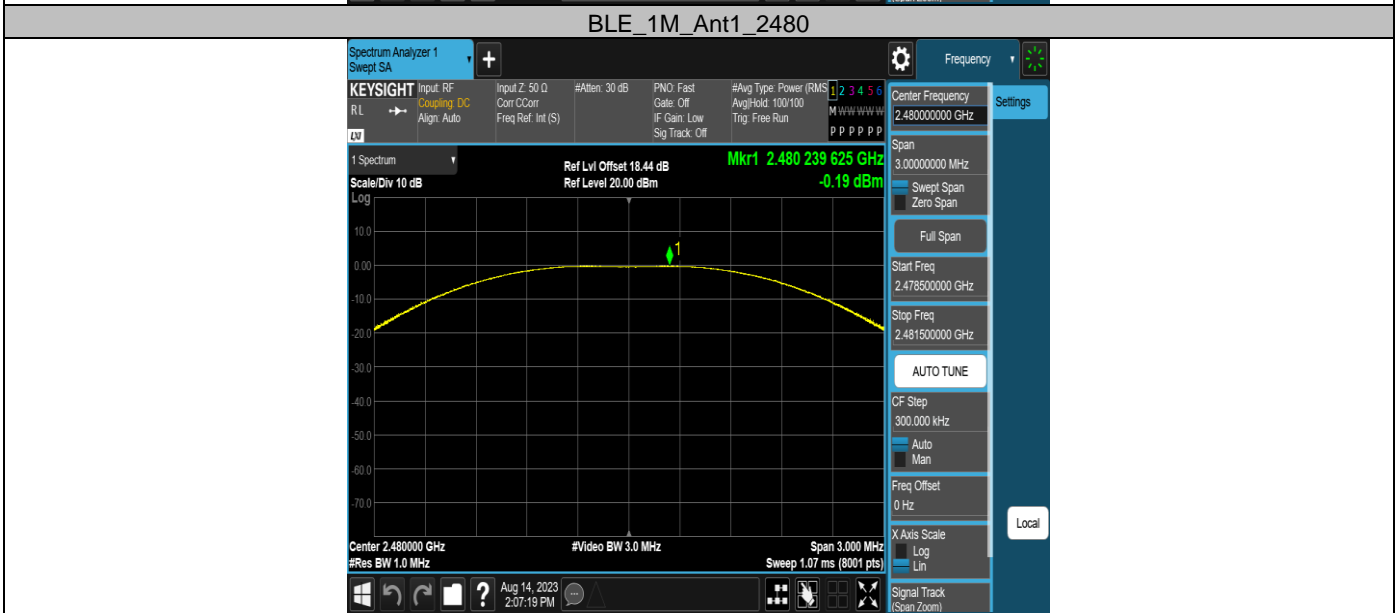 (Span Zoom)
BLE_1M_Ant1_2480
Spectrum Analyzer 1
Swept SA
+
Frequency
KEYSIGHT
RL
LXI
Input: RF
Coupling: DC
Align: Auto
Input Z: 50 Ω
Corr CCorr
Freq Ref: Int (S)
#Atten: 30 dB
PNO: Fast
Gate: Off
IF Gain: Low
Sig Track: Off
#Avg Type: Power (RMS
Avg|Hold: 100/100
Trig: Free Run
1 2 3 4 5 6
M W W W W W
P P P P P P
1 Spectrum
Scale/Div 10 dB
Log
Ref Lvl Offset 18.44 dB
Ref Level 20.00 dBm
Mkr1 2.480 239 625 GHz
-0.19 dBm
10.0
0.00
-10.0
-20.0
-30.0
-40.0
-50.0
-60.0
-70.0
1
Center 2.480000 GHz
#Res BW 1.0 MHz
#Video BW 3.0 MHz
Span 3.000 MHz
Sweep 1.07 ms (8001 pts)
Center Frequency
2.480000000 GHz
Settings
Span
3.00000000 MHz
Swept Span
Zero Span
Full Span
Start Freq
2.478500000 GHz
Stop Freq
2.481500000 GHz
AUTO TUNE
CF Step
300.000 kHz
Auto
Man
Freq Offset
0 Hz
X Axis Scale
Log
Lin
Local
Signal Track
(Span Zoom)
?
Aug 14, 2023
2:07:19 PM